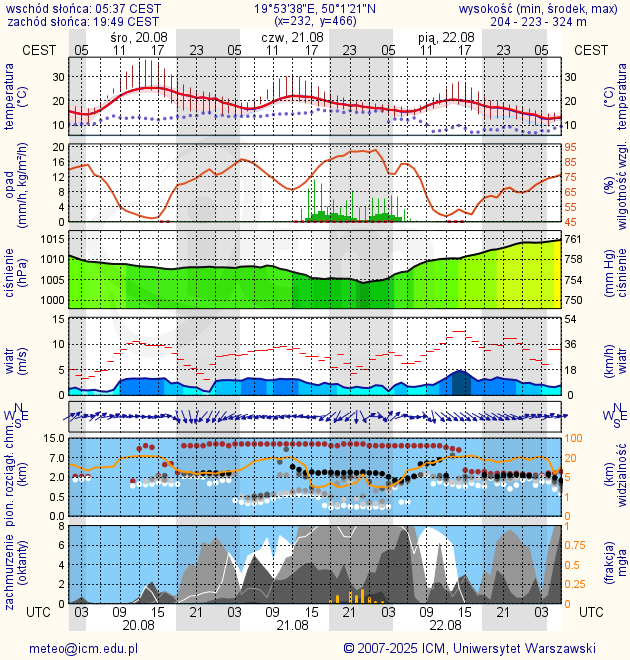 wschód słońca: 05:37 CEST
zachód słońca: 19:49 CEST
19°53'38"E, 50°1'21"N
(x=232, y=466)
wysokość (min, środek, max)
204 - 223 - 324 m
śro, 20.08 czw, 21.08 pią, 22.08
CEST 05 11 17 23 05 11 17 23 05 11 17 23 05 CEST
temperatura
(°C)
30
20
10
30
20
10
(°C)
temperatura
opad
(mm/h, kg/m²/h)
20
16
12
8
4
0
95
85
75
65
55
45
(%)
wilgotność wzgl.
ciśnienie
(hPa)
1015
1010
1005
1000
761
758
754
750
(mm Hg)
ciśnienie
wiatr
(m/s)
15
10
5
0
54
36
18
0
(km/h)
wiatr
N
W E
S
N
W E
S
pion. rozciągł. chm.
(km)
15.0
7.0
2.0
0.5
0.0
100
20
5
1
0
(km)
widzialność
zachmurzenie
(oktanty)
8
6
4
2
0
1
0.75
0.5
0.25
0
(frakcja)
mgła
UTC 03 09 15 21 03 09 15 21 03 09 15 21 03 UTC
20.08 21.08 22.08
meteo@icm.edu.pl
© 2007-2025 ICM, Uniwersytet Warszawski